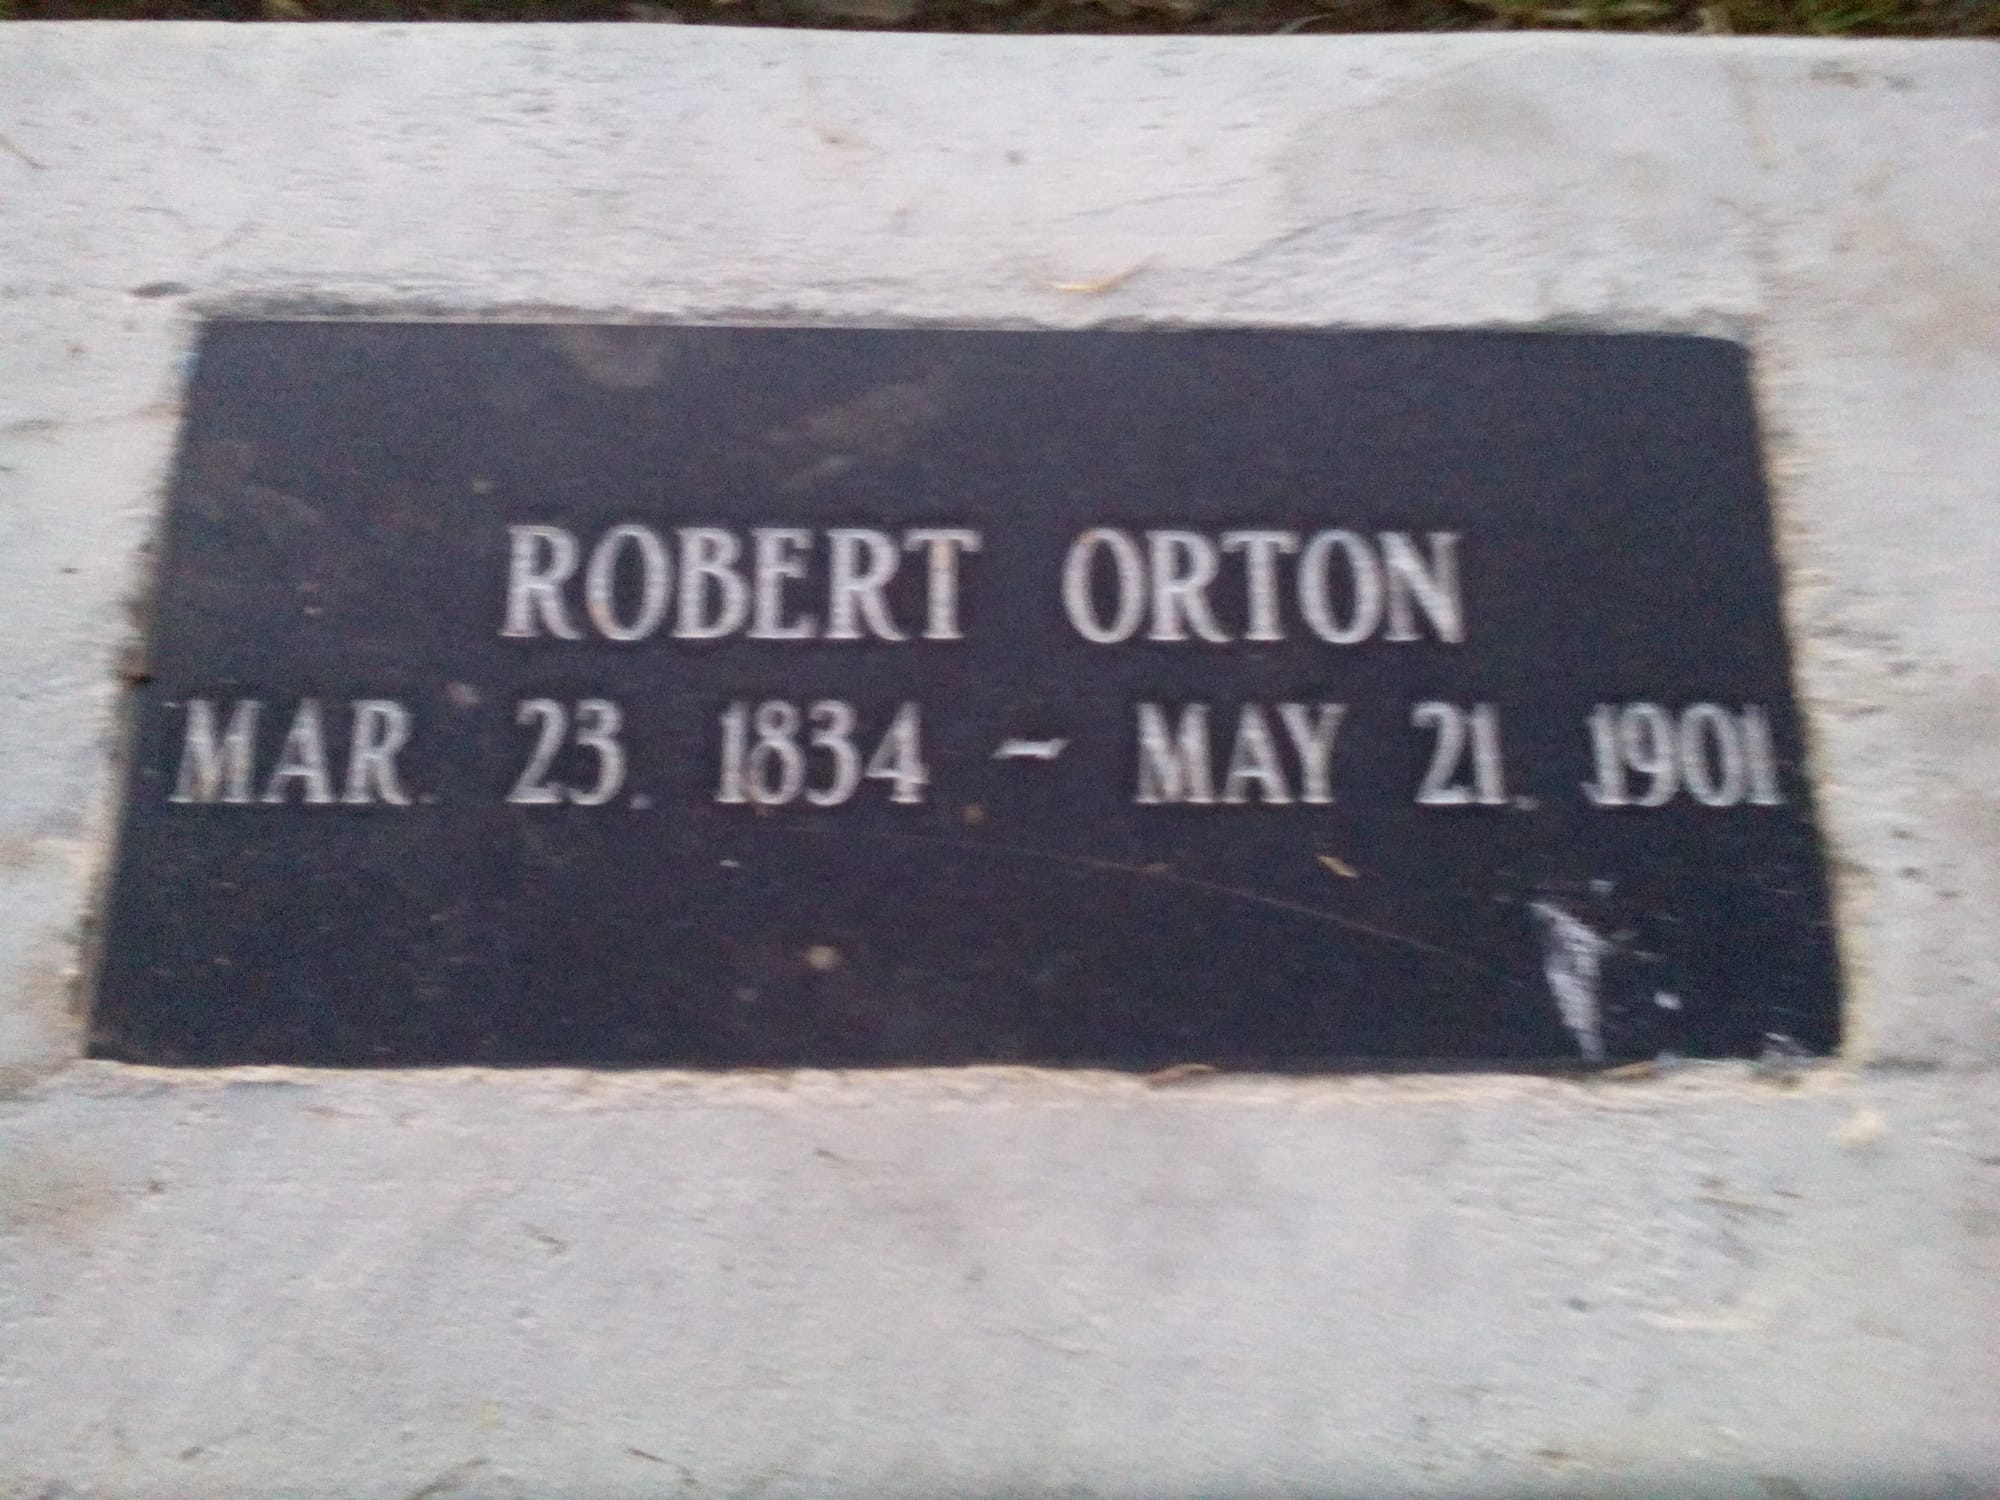 ROBERT ORTON
MAR. 23. 1834 ~ MAY 21. 1901